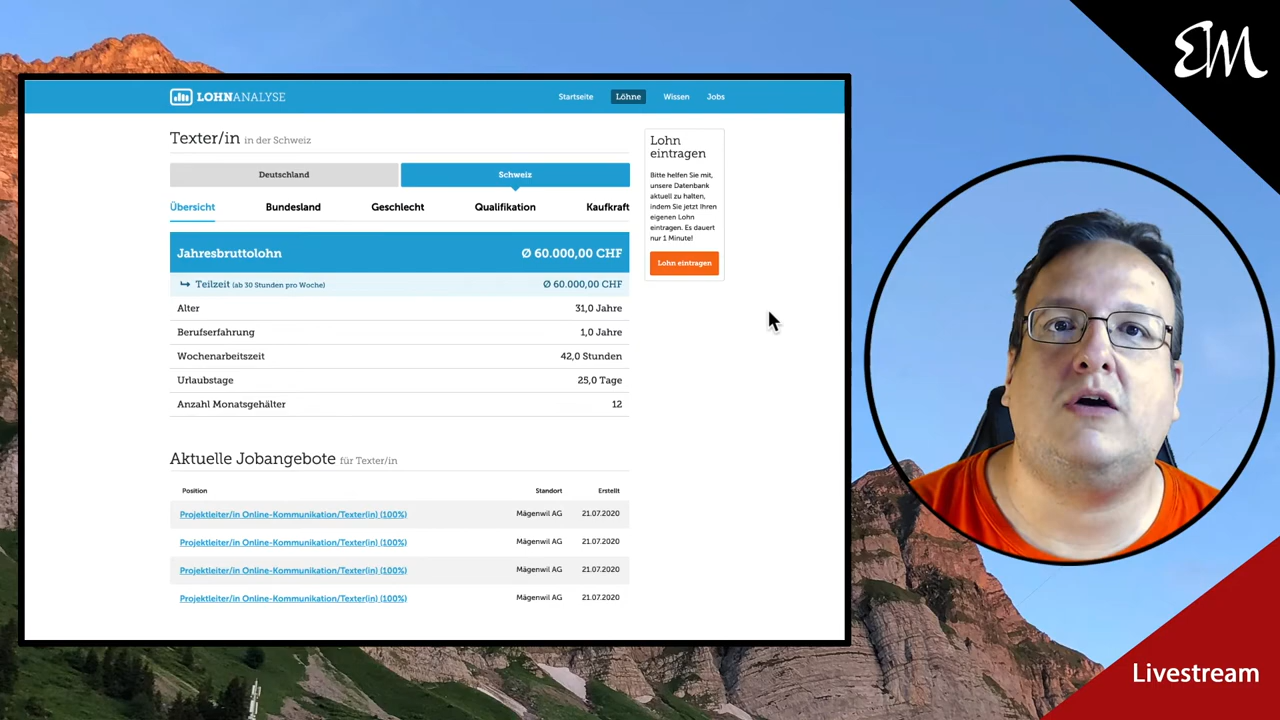 LOHNANALYSE
Startseite Löhne Wissen Jobs
Texter/in in der Schweiz
Deutschland Schweiz
Übersicht Bundesland Geschlecht Qualifikation Kaufkraft
Jahresbruttolohn Ø 60.000,00 CHF
↪ Teilzeit (ab 30 Stunden pro Woche) Ø 60.000,00 CHF
Alter 31,0 Jahre
Berufserfahrung 1,0 Jahre
Wochenarbeitszeit 42,0 Stunden
Urlaubstage 25,0 Tage
Anzahl Monatsgehälter 12
Aktuelle Jobangebote für Texter/in
Position Standort Erstellt
Projektleiter/in Online-Kommunikation/Texter(in) (100%) Mägenwil AG 21.07.2020
Projektleiter/in Online-Kommunikation/Texter(in) (100%) Mägenwil AG 21.07.2020
Projektleiter/in Online-Kommunikation/Texter(in) (100%) Mägenwil AG 21.07.2020
Projektleiter/in Online-Kommunikation/Texter(in) (100%) Mägenwil AG 21.07.2020
Lohn
eintragen
Bitte helfen Sie mit,
unsere Datenbank
aktuell zu halten,
indem Sie jetzt Ihren
eigenen Lohn
eintragen. Es dauert
nur 1 Minute!
Lohn eintragen
EM
Livestream